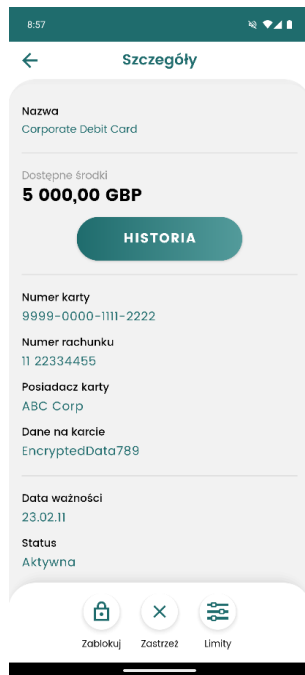 8:57
Szczegóły
Nazwa
Corporate Debit Card
Dostępne środki
5 000,00 GBP
HISTORIA
Numer karty
9999-0000-1111-2222
Numer rachunku
11 22334455
Posiadacz karty
ABC Corp
Dane na karcie
EncryptedData789
Data ważności
23.02.11
Status
Aktywna
Zablokuj Zastrzeż Limity